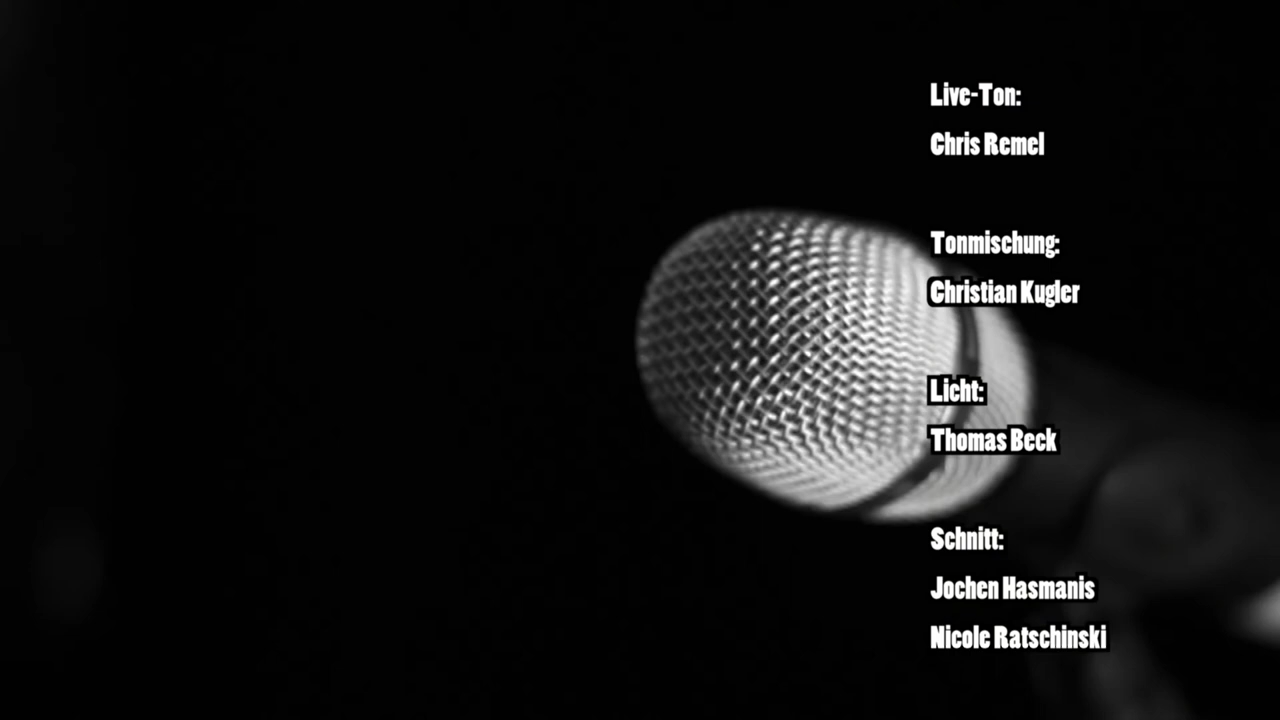 Live-Ton:
Chris Remel
Tonmischung:
Christian Kugler
Licht:
Thomas Beck
Schnitt:
Jochen Hasmanis
Nicole Ratschinski